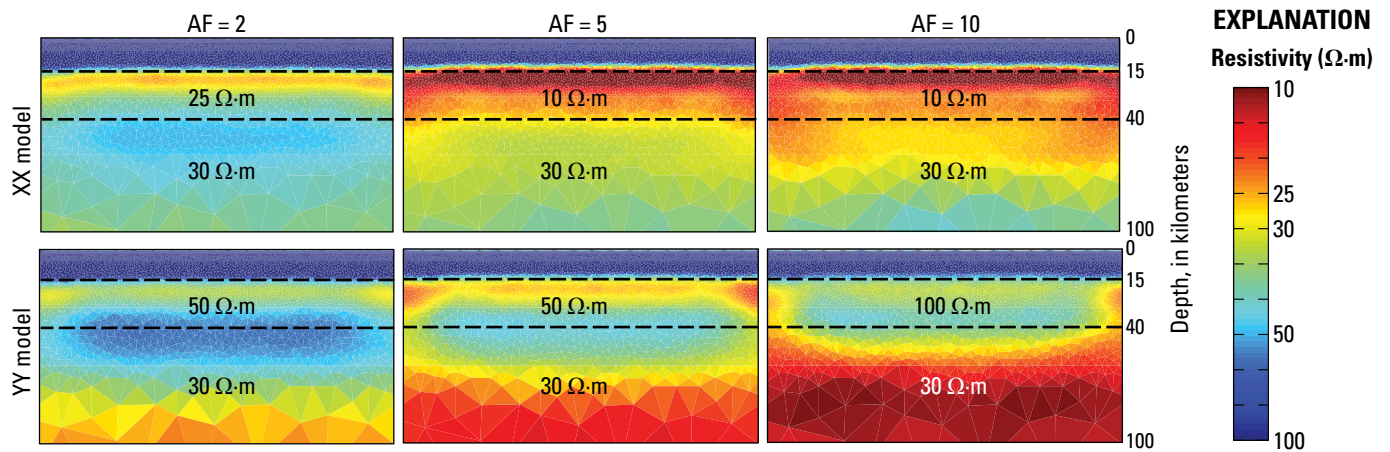 AF = 2 AF = 5 AF = 10
EXPLANATION
Resistivity (Ω·m)
XX model
25 Ω·m
30 Ω·m
10 Ω·m
30 Ω·m
10 Ω·m
30 Ω·m
0
15
40
100
YY model
50 Ω·m
30 Ω·m
50 Ω·m
30 Ω·m
100 Ω·m
30 Ω·m
0
15
40
100
Depth, in kilometers
10
25
30
50
100